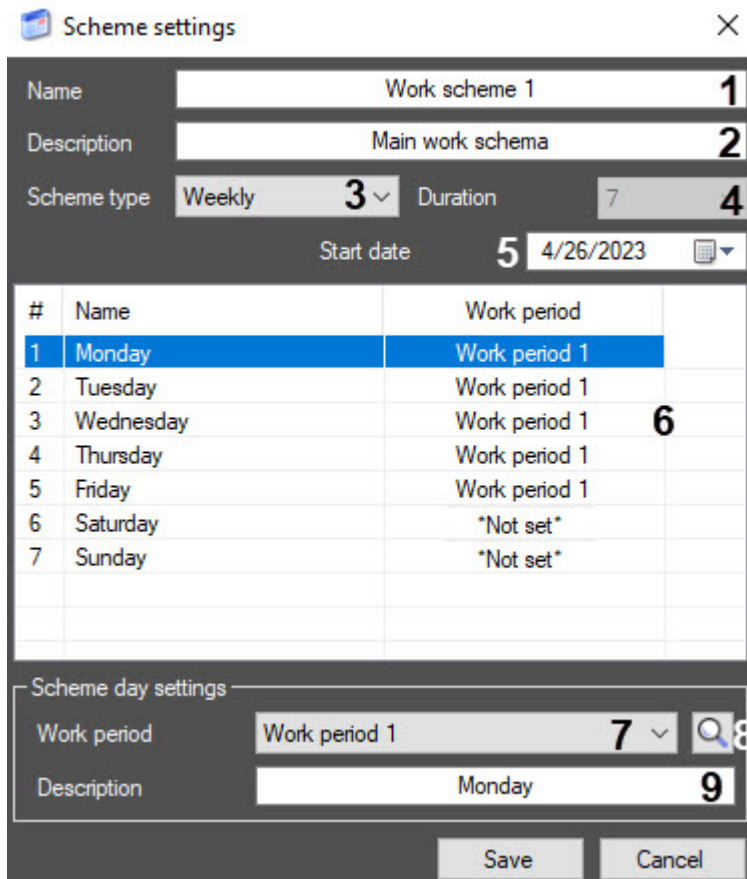 Scheme settings
Name Work scheme 1 1
Description Main work schema 2
Scheme type Weekly 3 Duration 7 4
Start date 5 4/26/2023
# Name Work period
1 Monday Work period 1
2 Tuesday Work period 1
3 Wednesday Work period 1 6
4 Thursday Work period 1
5 Friday Work period 1
6 Saturday *Not set*
7 Sunday *Not set*
Scheme day settings
Work period Work period 1 7 8
Description Monday 9
Save Cancel